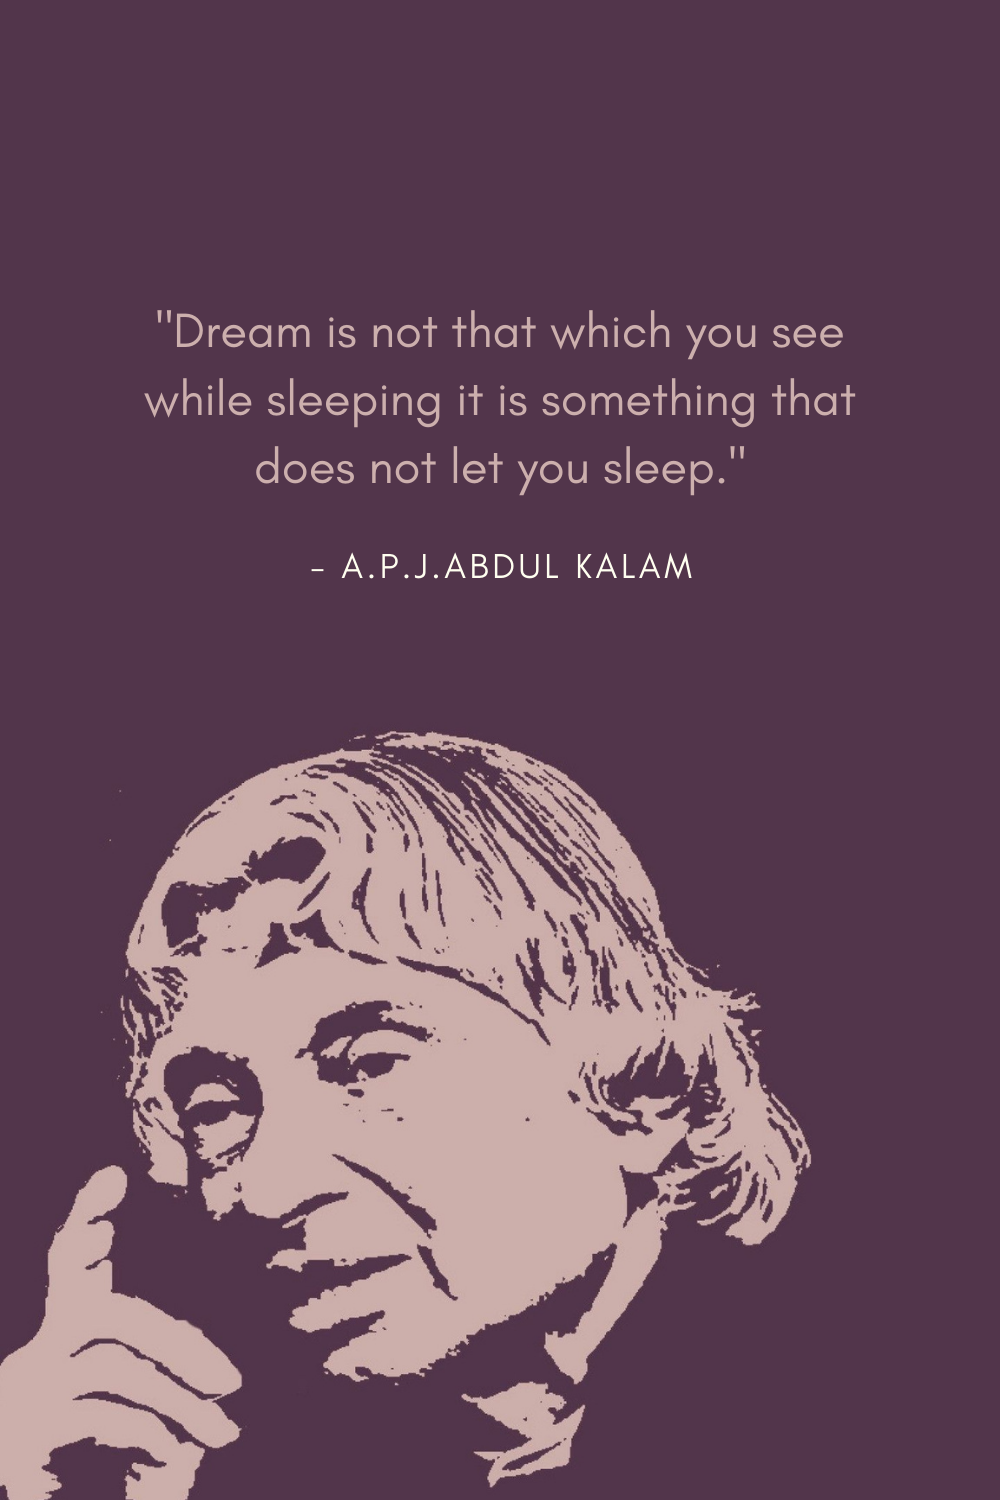 "Dream is not that which you see
while sleeping it is something that
does not let you sleep."
- A.P.J.ABDUL KALAM